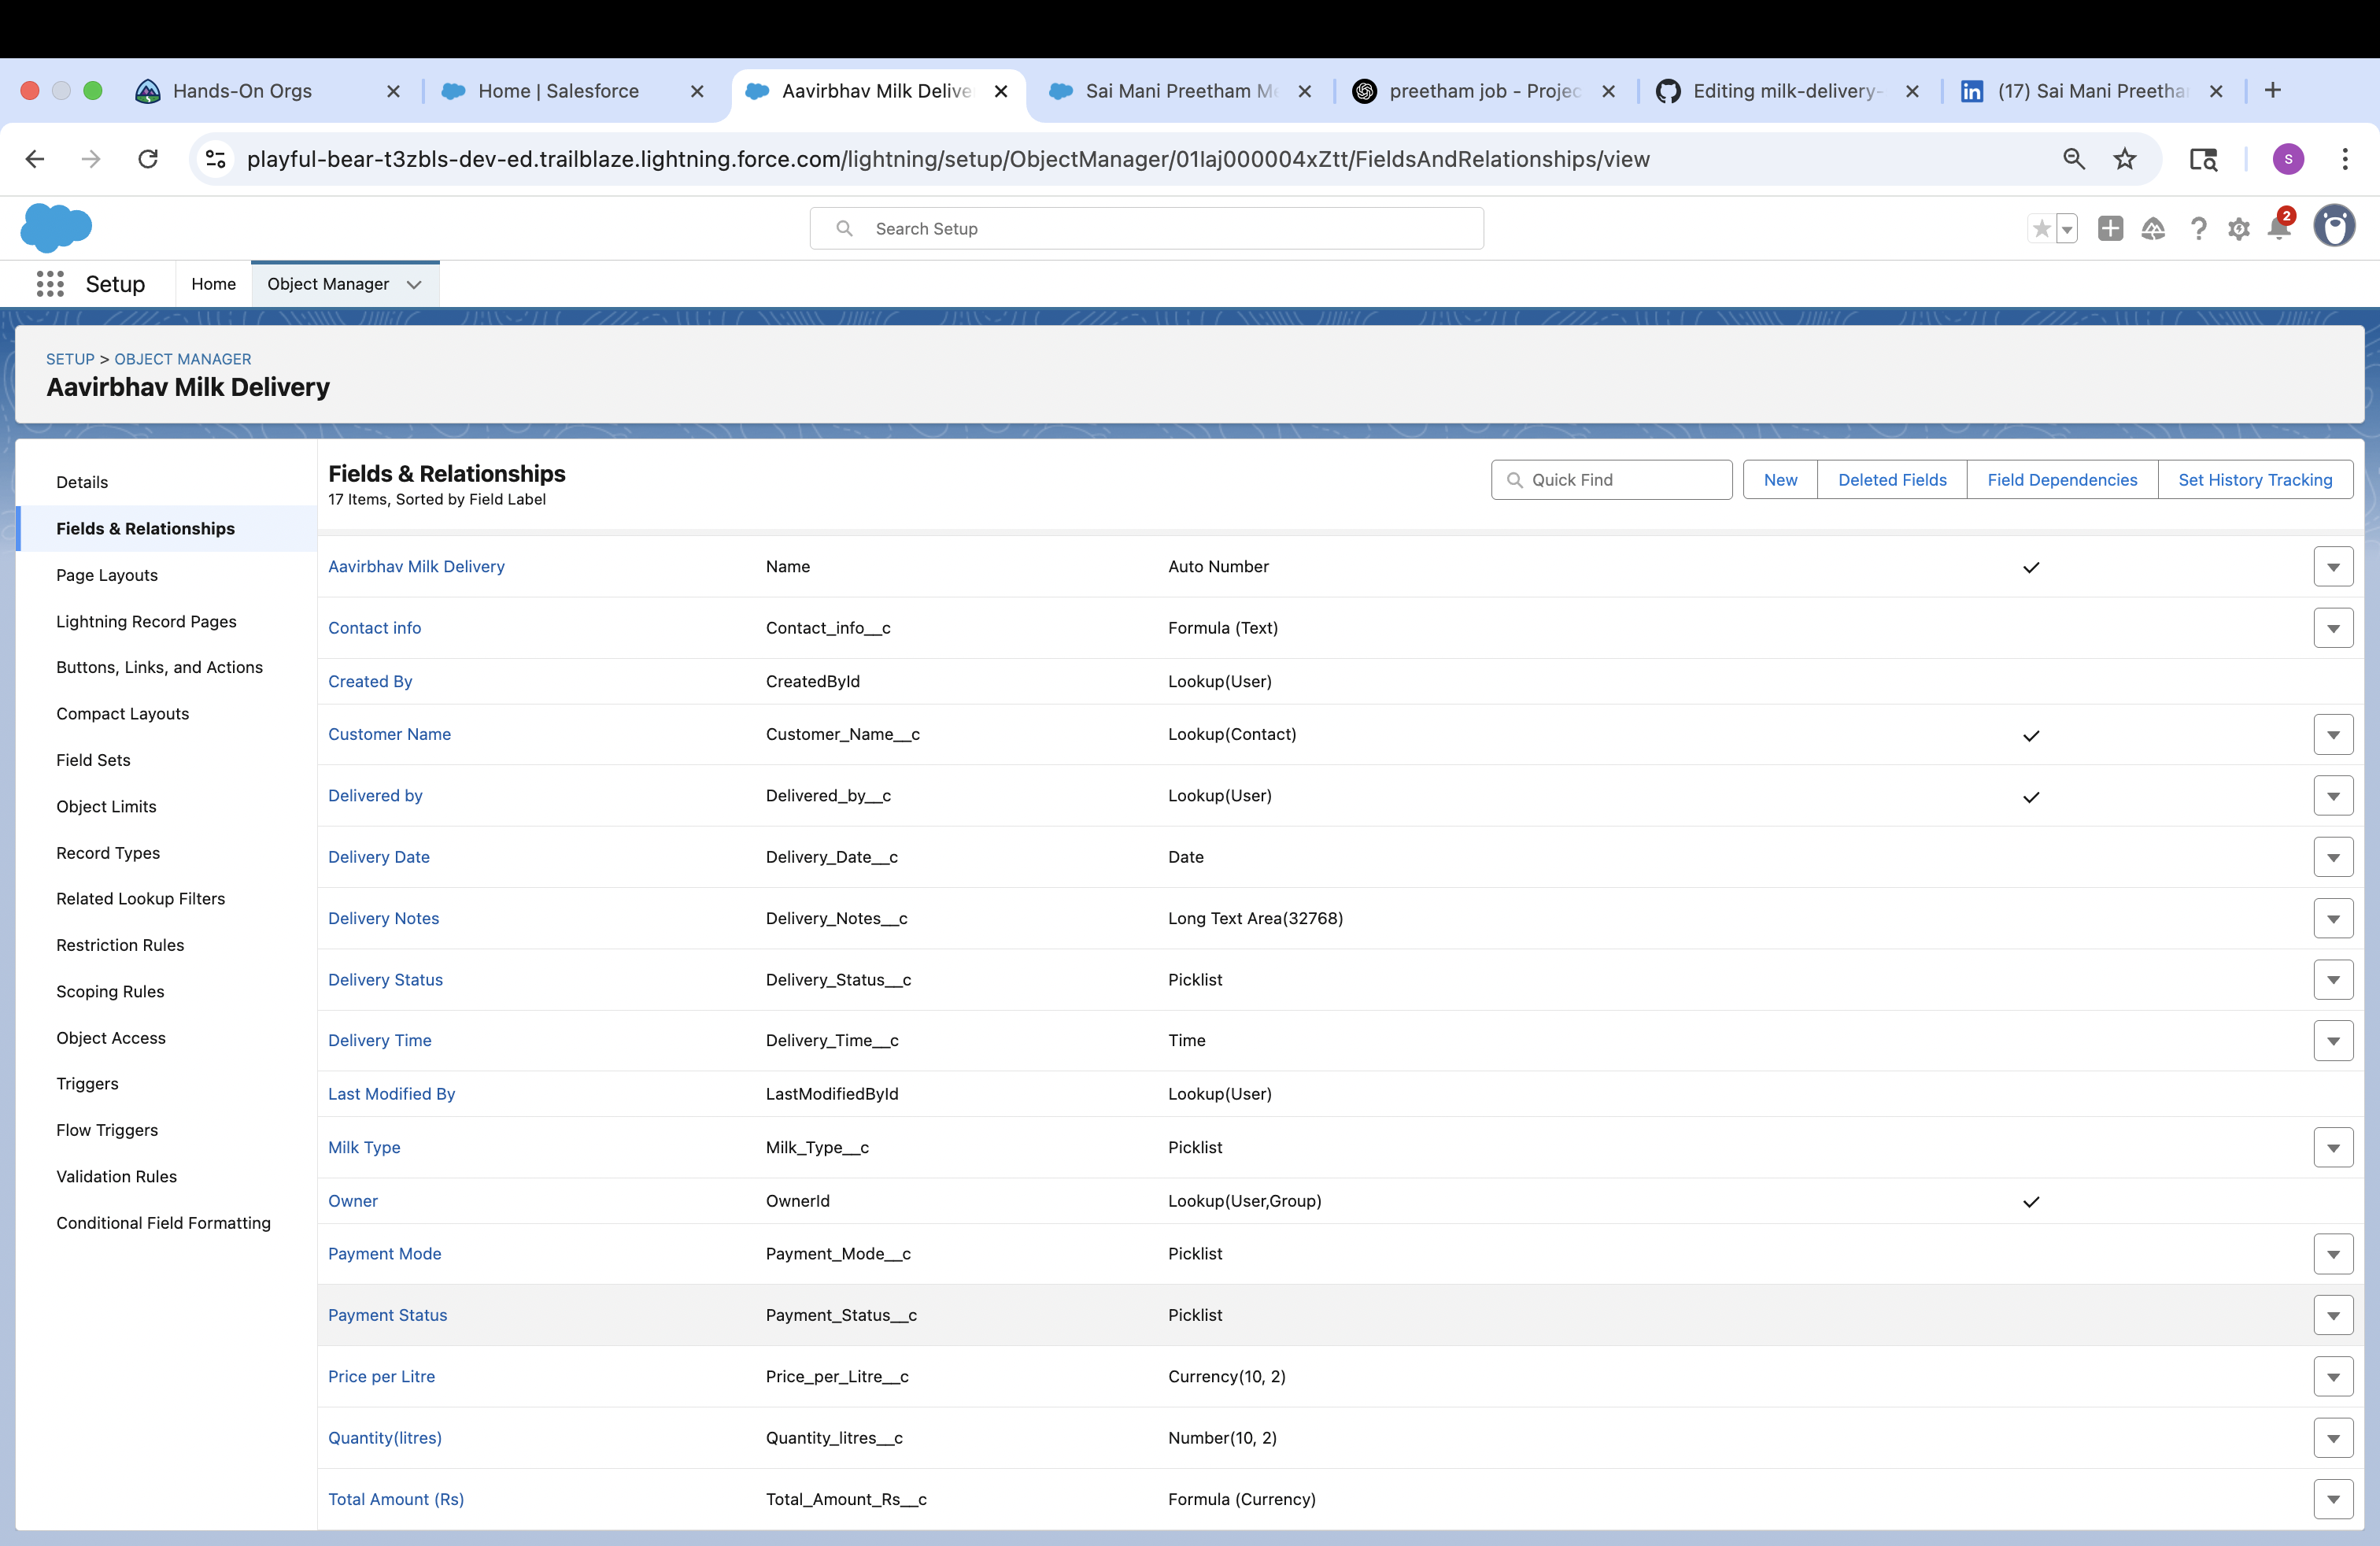 Hands-On Orgs
Home | Salesforce
Aavirbhav Milk Delive
Sai Mani Preetham Me
preetham job - Projec
Editing milk-delivery-
(17) Sai Mani Preetha
playful-bear-t3zbls-dev-ed.trailblaze.lightning.force.com/lightning/setup/ObjectManager/01Iaj000004xZtt/FieldsAndRelationships/view
S
Search Setup
2
Setup
Home
Object Manager
SETUP > OBJECT MANAGER
Aavirbhav Milk Delivery
Details
Fields & Relationships
Page Layouts
Lightning Record Pages
Buttons, Links, and Actions
Compact Layouts
Field Sets
Object Limits
Record Types
Related Lookup Filters
Restriction Rules
Scoping Rules
Object Access
Triggers
Flow Triggers
Validation Rules
Conditional Field Formatting
Fields & Relationships
17 Items, Sorted by Field Label
Quick Find
New
Deleted Fields
Field Dependencies
Set History Tracking
Aavirbhav Milk Delivery Name Auto Number
Contact info Contact_info__c Formula (Text)
Created By CreatedById Lookup(User)
Customer Name Customer_Name__c Lookup(Contact)
Delivered by Delivered_by__c Lookup(User)
Delivery Date Delivery_Date__c Date
Delivery Notes Delivery_Notes__c Long Text Area(32768)
Delivery Status Delivery_Status__c Picklist
Delivery Time Delivery_Time__c Time
Last Modified By LastModifiedById Lookup(User)
Milk Type Milk_Type__c Picklist
Owner OwnerId Lookup(User,Group)
Payment Mode Payment_Mode__c Picklist
Payment Status Payment_Status__c Picklist
Price per Litre Price_per_Litre__c Currency(10, 2)
Quantity(litres) Quantity_litres__c Number(10, 2)
Total Amount (Rs) Total_Amount_Rs__c Formula (Currency)